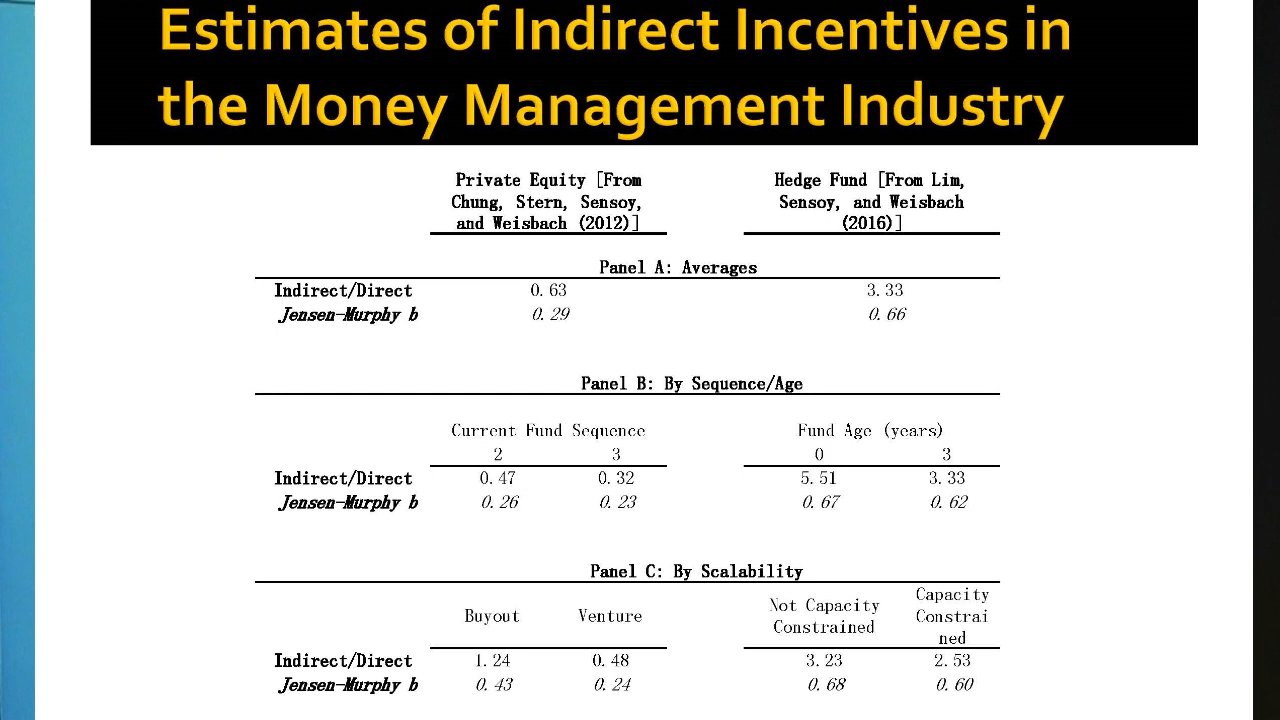 Estimates of Indirect Incentives in
the Money Management Industry
Private Equity [From Hedge Fund [From Lim,
Chung, Stern, Sensoy, Sensoy, and Weisbach
and Weisbach (2012)] (2016)]
Panel A: Averages
Indirect/Direct 0.63 3.33
Jensen-Murphy b 0.29 0.66
Panel B: By Sequence/Age
Current Fund Sequence Fund Age (years)
2 3 0 3
Indirect/Direct 0.47 0.32 5.51 3.33
Jensen-Murphy b 0.26 0.23 0.67 0.62
Panel C: By Scalability
Buyout Venture Not Capacity Constrained Capacity
Constrai
ned
Indirect/Direct 1.24 0.48 3.23 2.53
Jensen-Murphy b 0.43 0.24 0.68 0.60